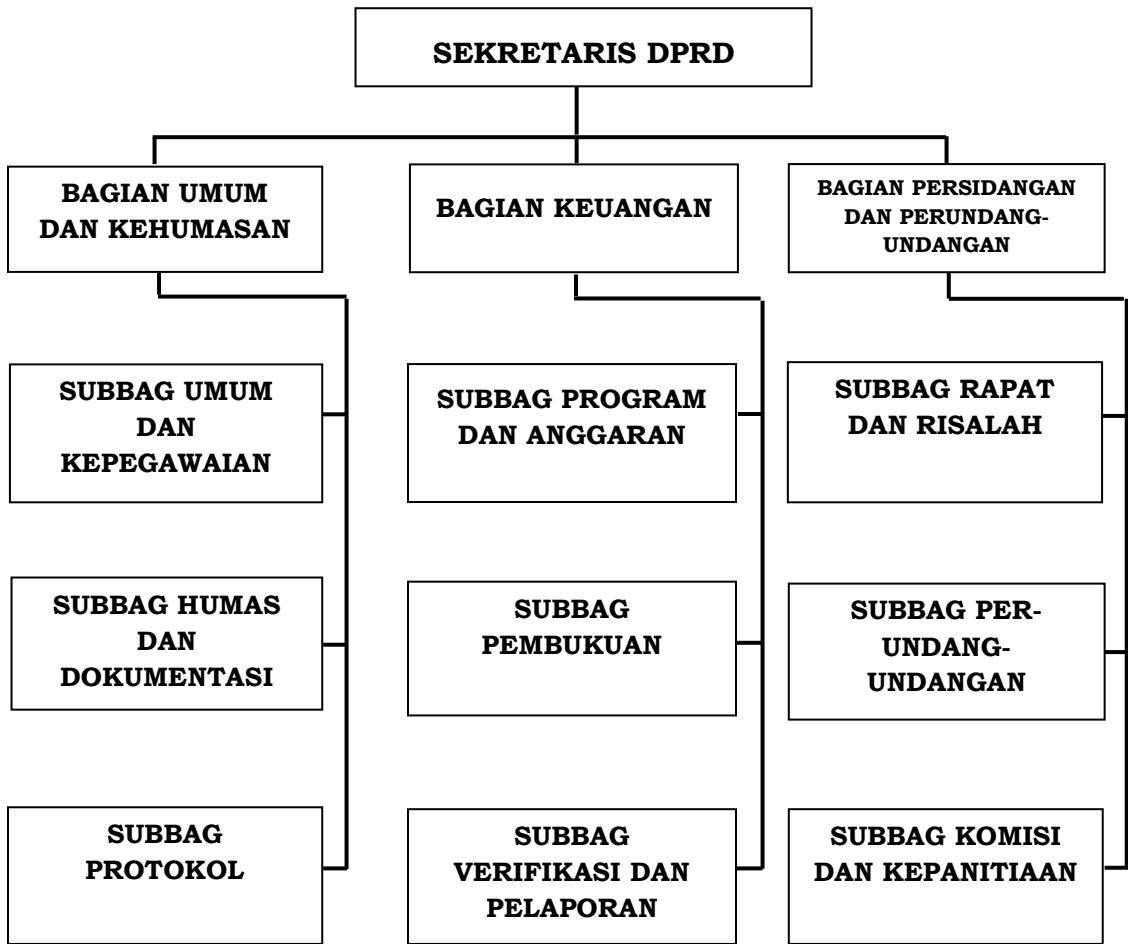 SEKRETARIS DPRD
BAGIAN UMUM
DAN KEHUMASAN
BAGIAN KEUANGAN
BAGIAN PERSIDANGAN
DAN PERUNDANG-
UNDANGAN
SUBBAG UMUM
DAN
KEPEGAWAIAN
SUBBAG PROGRAM
DAN ANGGARAN
SUBBAG RAPAT
DAN RISALAH
SUBBAG HUMAS
DAN
DOKUMENTASI
SUBBAG
PEMBUKUAN
SUBBAG PER-
UNDANG-
UNDANGAN
SUBBAG
PROTOKOL
SUBBAG
VERIFIKASI DAN
PELAPORAN
SUBBAG KOMISI
DAN KEPANITIAAN